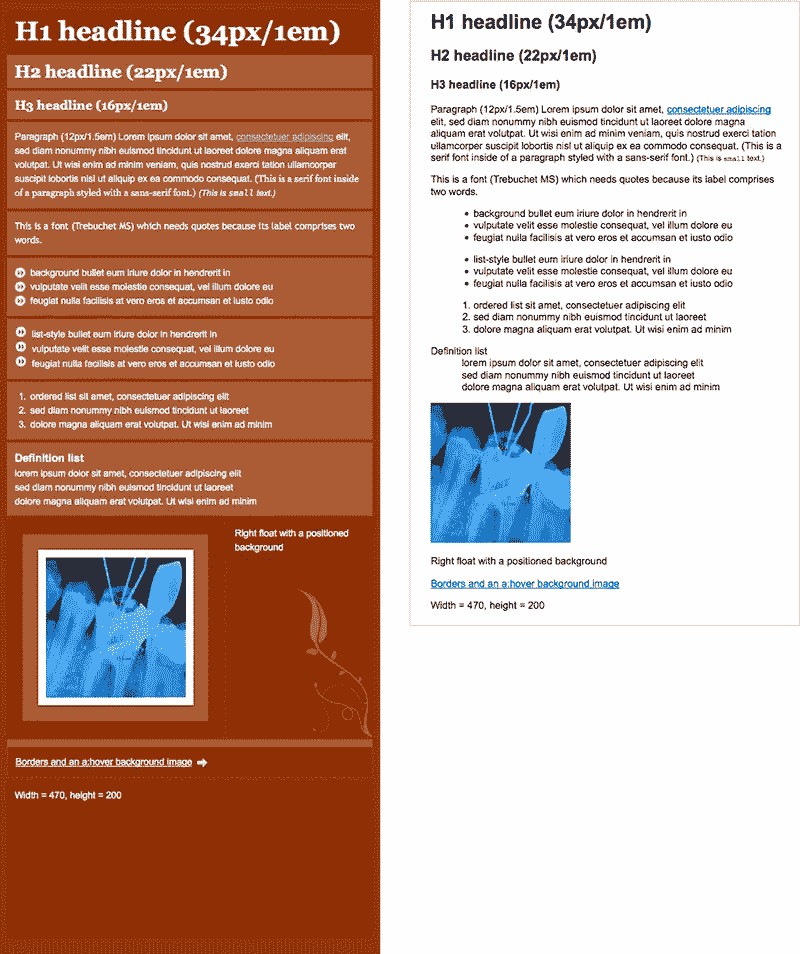 H1 headline (34px/1em)
H2 headline (22px/1em)
H3 headline (16px/1em)
Paragraph (12px/1.5em) Lorem ipsum dolor sit amet, consectetuer adipiscing elit,
sed diam nonummy nibh euismod tincidunt ut laoreet dolore magna aliquam erat
volutpat. Ut wisi enim ad minim veniam, quis nostrud exerci tation ullamcorper
suscipit lobortis nisl ut aliquip ex ea commodo consequat. (This is a serif font inside
of a paragraph styled with a sans-serif font.) (This is small text.)
This is a font (Trebuchet MS) which needs quotes because its label comprises two
words.
background bullet eum iriure dolor in hendrerit in
vulputate velit esse molestie consequat, vel illum dolore eu
feugiat nulla facilisis at vero eros et accumsan et iusto odio
list-style bullet eum iriure dolor in hendrerit in
vulputate velit esse molestie consequat, vel illum dolore eu
feugiat nulla facilisis at vero eros et accumsan et iusto odio
1. ordered list sit amet, consectetuer adipiscing elit
2. sed diam nonummy nibh euismod tincidunt ut laoreet
3. dolore magna aliquam erat volutpat. Ut wisi enim ad minim
Definition list
lorem ipsum dolor sit amet, consectetuer adipiscing elit
sed diam nonummy nibh euismod tincidunt ut laoreet
dolore magna aliquam erat volutpat. Ut wisi enim ad minim
Right float with a positioned
background
Borders and an a:hover background image
Width = 470, height = 200
H1 headline (34px/1em)
H2 headline (22px/1em)
H3 headline (16px/1em)
Paragraph (12px/1.5em) Lorem ipsum dolor sit amet, consectetuer adipiscing
elit, sed diam nonummy nibh euismod tincidunt ut laoreet dolore magna
aliquam erat volutpat. Ut wisi enim ad minim veniam, quis nostrud exerci tation
ullamcorper suscipit lobortis nisl ut aliquip ex ea commodo consequat. (This is a
serif font inside of a paragraph styled with a sans-serif font.) (This is small text.)
This is a font (Trebuchet MS) which needs quotes because its label comprises
two words.
• background bullet eum iriure dolor in hendrerit in
• vulputate velit esse molestie consequat, vel illum dolore eu
• feugiat nulla facilisis at vero eros et accumsan et iusto odio
• list-style bullet eum iriure dolor in hendrerit in
• vulputate velit esse molestie consequat, vel illum dolore eu
• feugiat nulla facilisis at vero eros et accumsan et iusto odio
1. ordered list sit amet, consectetuer adipiscing elit
2. sed diam nonummy nibh euismod tincidunt ut laoreet
3. dolore magna aliquam erat volutpat. Ut wisi enim ad minim
Definition list
lorem ipsum dolor sit amet, consectetuer adipiscing elit
sed diam nonummy nibh euismod tincidunt ut laoreet
dolore magna aliquam erat volutpat. Ut wisi enim ad minim
Right float with a positioned background
Borders and an a:hover background image
Width = 470, height = 200